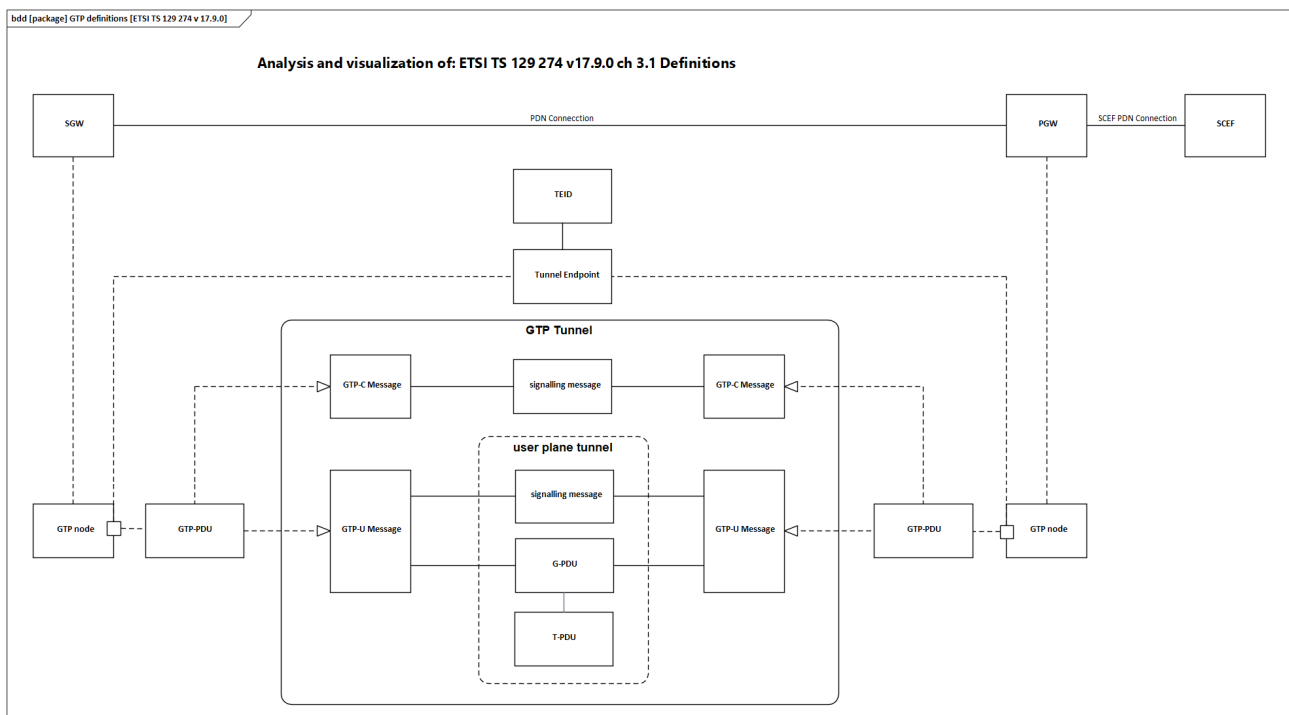 bdd [package] GTP definitions [ETSI TS 129 274 v 17.9.0]
Analysis and visualization of: ETSI TS 129 274 v17.9.0 ch 3.1 Definitions
SGW
PDN Connecction
PGW
SCEF PDN Connection
SCEF
TEID
Tunnel Endpoint
GTP Tunnel
GTP-C Message
signalling message
GTP-C Message
user plane tunnel
signalling message
GTP node
GTP-PDU
GTP-U Message
GTP-U Message
GTP-PDU
GTP node
G-PDU
T-PDU